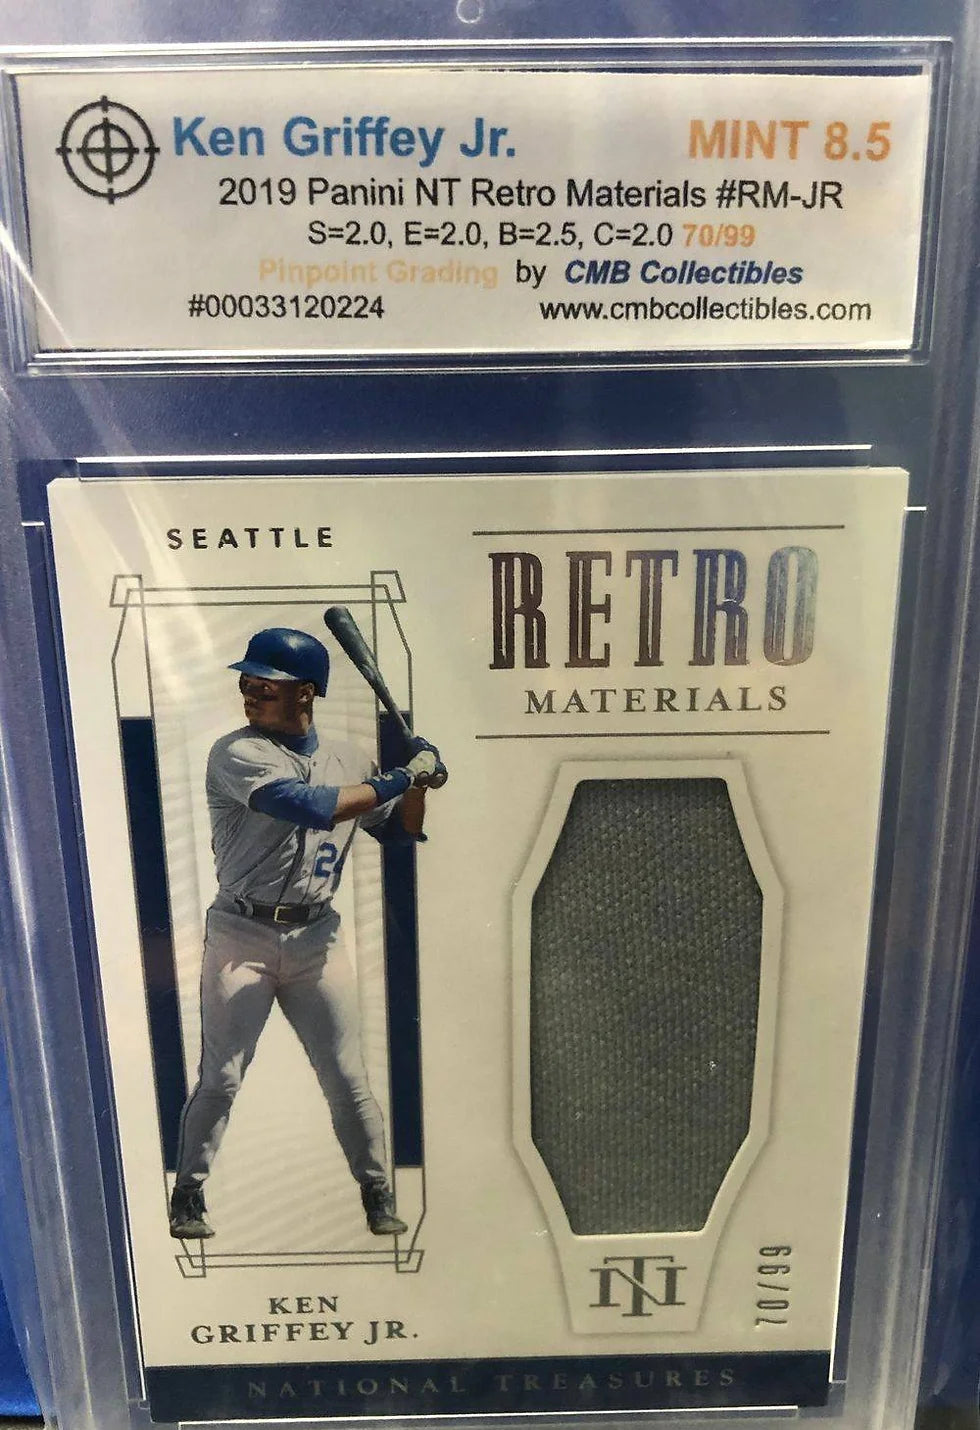 Ken Griffey Jr. MINT 8.5
2019 Panini NT Retro Materials #RM-JR
S=2.0, E=2.0, B=2.5, C=2.0 70/99
Pinpoint Grading by CMB Collectibles
#00033120224 www.cmbcollectibles.com
SEATTLE
RETRO
MATERIALS
24
NT
70/99
KEN
GRIFFEY JR.
NATIONAL TREASURES